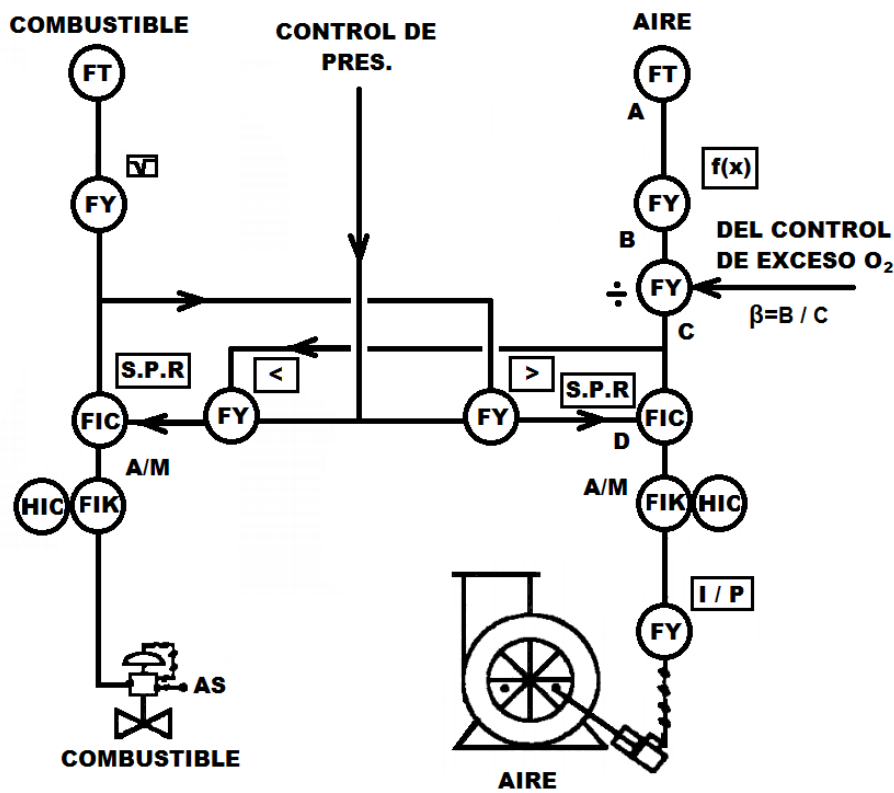 COMBUSTIBLE
CONTROL DE
PRES.
AIRE
FT
FT
A
√
f(x)
FY
FY
B
DEL CONTROL
DE EXCESO O₂
÷
FY
β=B / C
C
S.P.R
<
>
S.P.R
FIC
FY
FY
D
FIC
A/M
A/M
HIC
FIK
FIK
HIC
I / P
FY
AS
COMBUSTIBLE
AIRE